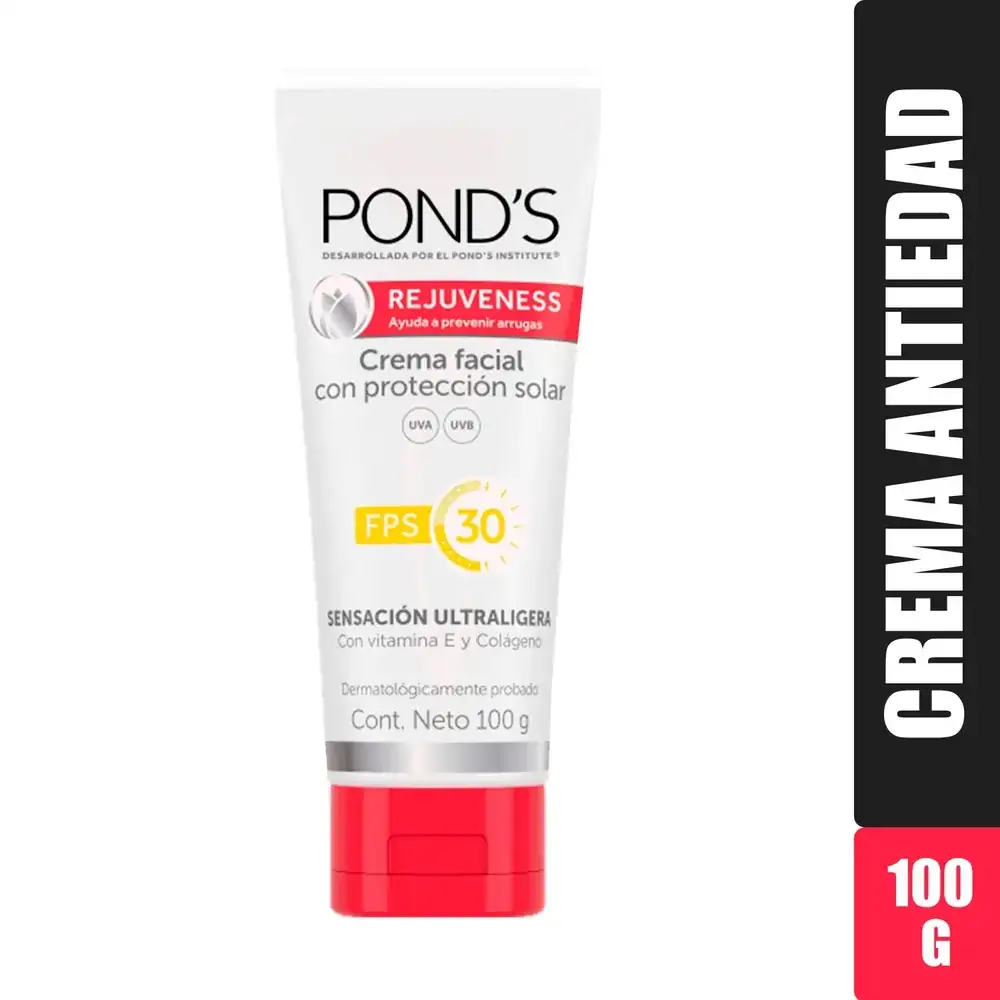 POND'S
DESARROLLADA POR EL POND'S INSTITUTE®
REJUVENESS
Ayuda a prevenir arrugas
Crema facial
con protección solar
UVA UVB
FPS 30
SENSACIÓN ULTRALIGERA
Con vitamina E y Colágeno
Dermatológicamente probado
Cont. Neto 100 g
CREMA ANTIEDAD
100
G